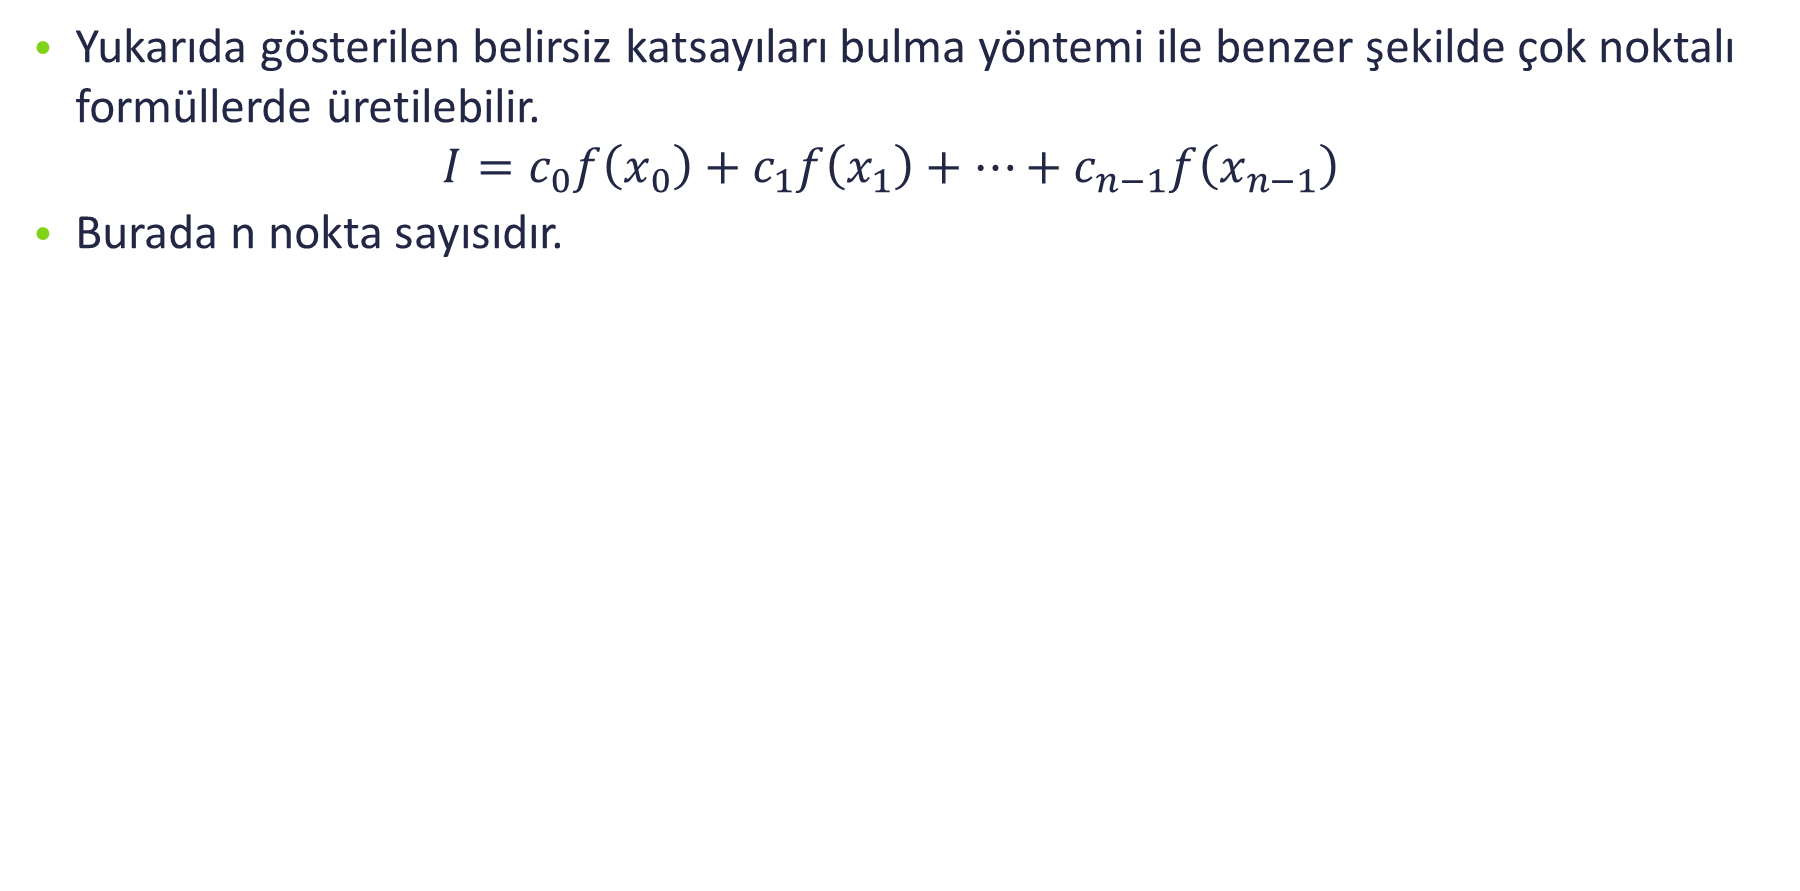 • Yukarıda gösterilen belirsiz katsayıları bulma yöntemi ile benzer şekilde çok noktalı
formüllerde üretilebilir.
I = c₀f(x₀) + c₁f(x₁) + ⋯ + cₙ₋₁f(xₙ₋₁)
• Burada n nokta sayısıdır.